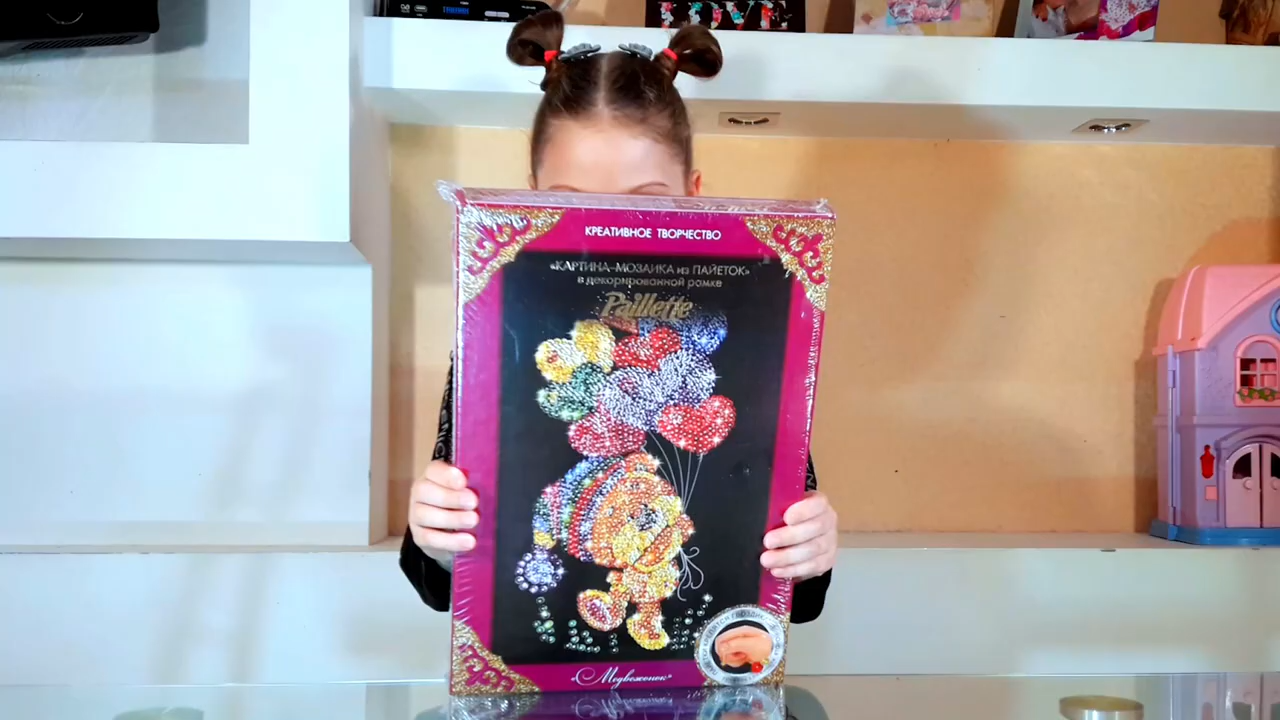 КРЕАТИВНОЕ ТВОРЧЕСТВО
«КАРТИНА-МОЗАИКА из ПАЙЕТОК»
в декорированной рамке
Paillette
«Медвежонок»